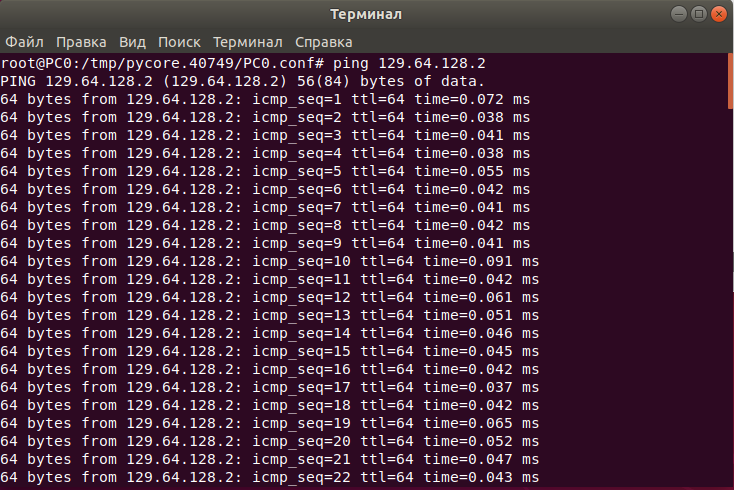 Терминал
Файл Правка Вид Поиск Терминал Справка
root@PC0:/tmp/pycore.40749/PC0.conf# ping 129.64.128.2
PING 129.64.128.2 (129.64.128.2) 56(84) bytes of data.
64 bytes from 129.64.128.2: icmp_seq=1 ttl=64 time=0.072 ms
64 bytes from 129.64.128.2: icmp_seq=2 ttl=64 time=0.038 ms
64 bytes from 129.64.128.2: icmp_seq=3 ttl=64 time=0.041 ms
64 bytes from 129.64.128.2: icmp_seq=4 ttl=64 time=0.038 ms
64 bytes from 129.64.128.2: icmp_seq=5 ttl=64 time=0.055 ms
64 bytes from 129.64.128.2: icmp_seq=6 ttl=64 time=0.042 ms
64 bytes from 129.64.128.2: icmp_seq=7 ttl=64 time=0.041 ms
64 bytes from 129.64.128.2: icmp_seq=8 ttl=64 time=0.042 ms
64 bytes from 129.64.128.2: icmp_seq=9 ttl=64 time=0.041 ms
64 bytes from 129.64.128.2: icmp_seq=10 ttl=64 time=0.091 ms
64 bytes from 129.64.128.2: icmp_seq=11 ttl=64 time=0.042 ms
64 bytes from 129.64.128.2: icmp_seq=12 ttl=64 time=0.061 ms
64 bytes from 129.64.128.2: icmp_seq=13 ttl=64 time=0.051 ms
64 bytes from 129.64.128.2: icmp_seq=14 ttl=64 time=0.046 ms
64 bytes from 129.64.128.2: icmp_seq=15 ttl=64 time=0.045 ms
64 bytes from 129.64.128.2: icmp_seq=16 ttl=64 time=0.042 ms
64 bytes from 129.64.128.2: icmp_seq=17 ttl=64 time=0.037 ms
64 bytes from 129.64.128.2: icmp_seq=18 ttl=64 time=0.042 ms
64 bytes from 129.64.128.2: icmp_seq=19 ttl=64 time=0.065 ms
64 bytes from 129.64.128.2: icmp_seq=20 ttl=64 time=0.052 ms
64 bytes from 129.64.128.2: icmp_seq=21 ttl=64 time=0.047 ms
64 bytes from 129.64.128.2: icmp_seq=22 ttl=64 time=0.043 ms